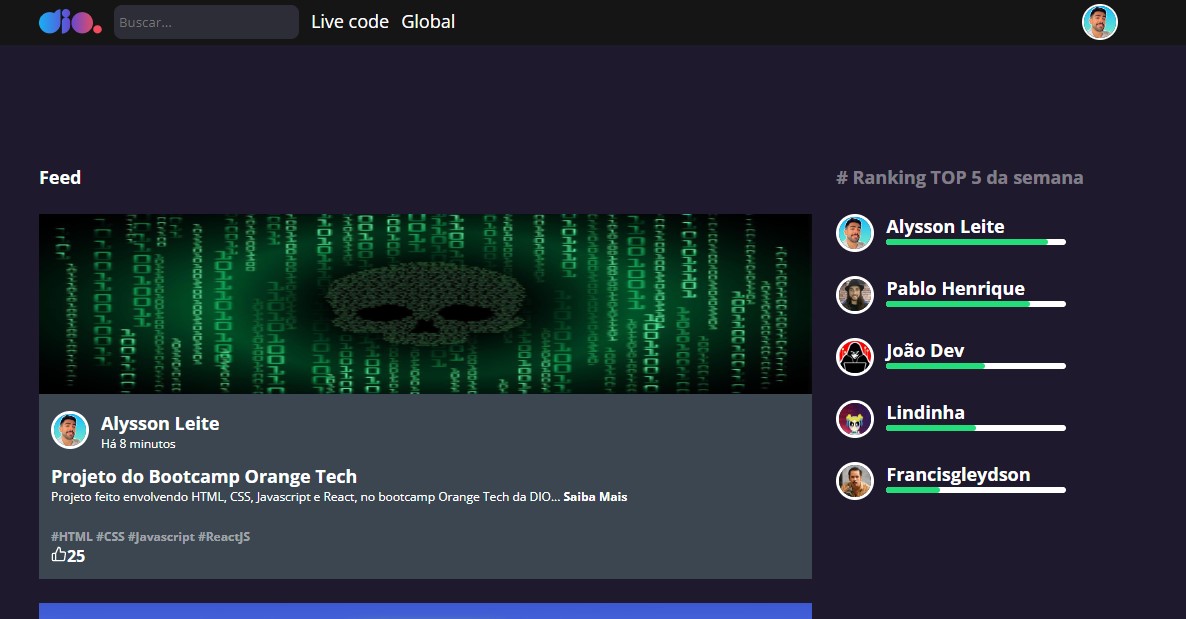 dio.
Buscar...
Live code
Global
Feed
Alysson Leite
Há 8 minutos
Projeto do Bootcamp Orange Tech
Projeto feito envolvendo HTML, CSS, Javascript e React, no bootcamp Orange Tech da DIO... Saiba Mais
#HTML #CSS #Javascript #ReactJS
25
# Ranking TOP 5 da semana
Alysson Leite
Pablo Henrique
João Dev
Lindinha
Francisgleydson